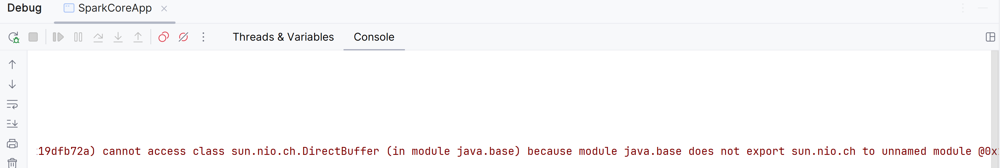 Debug SparkCoreApp
Threads & Variables Console
19dfb72a) cannot access class sun.nio.ch.DirectBuffer (in module java.base) because module java.base does not export sun.nio.ch to unnamed module @0x